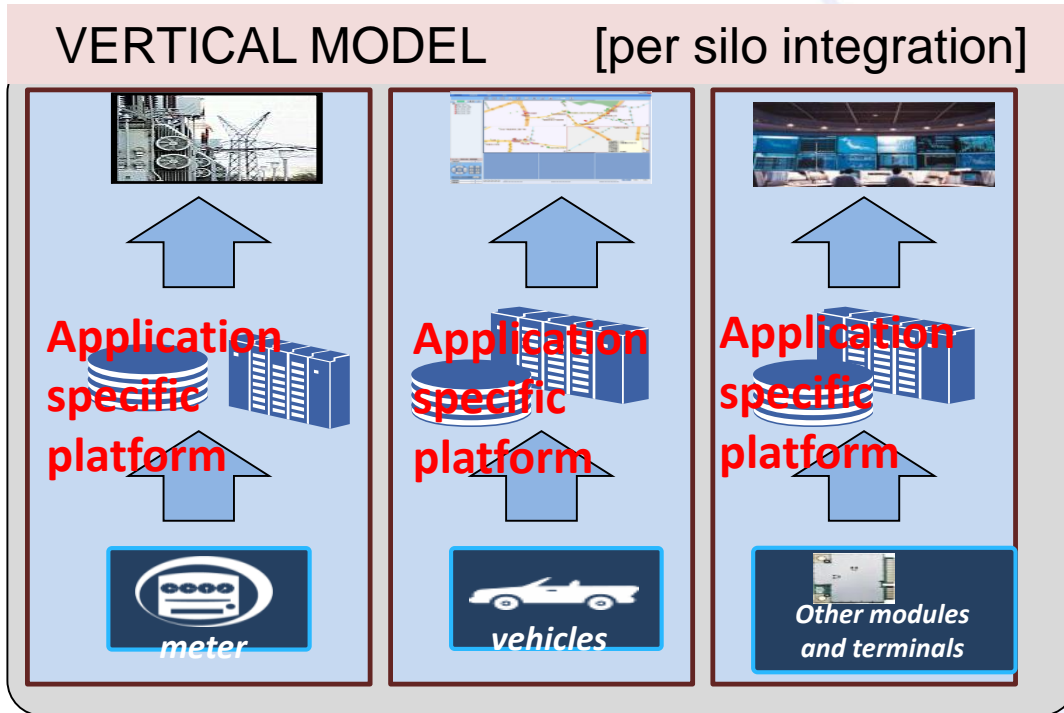 VERTICAL MODEL [per silo integration]
Application
specific
platform
Application
specific
platform
Application
specific
platform
meter
vehicles
Other modules
and terminals